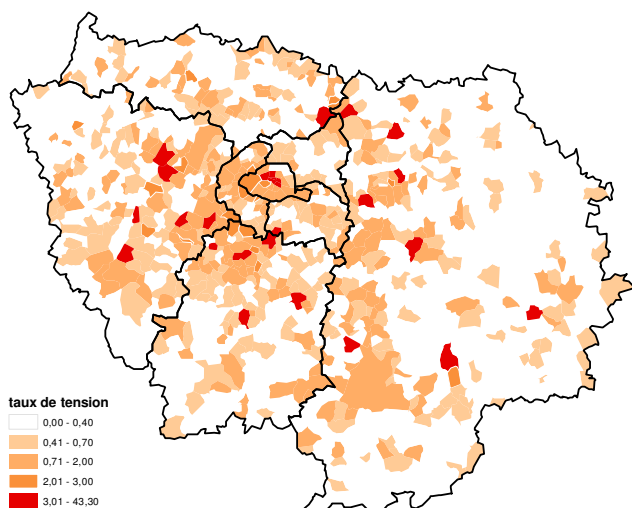 taux de tension
0,00 - 0,40
0,41 - 0,70
0,71 - 2,00
2,01 - 3,00
3,01 - 43,30